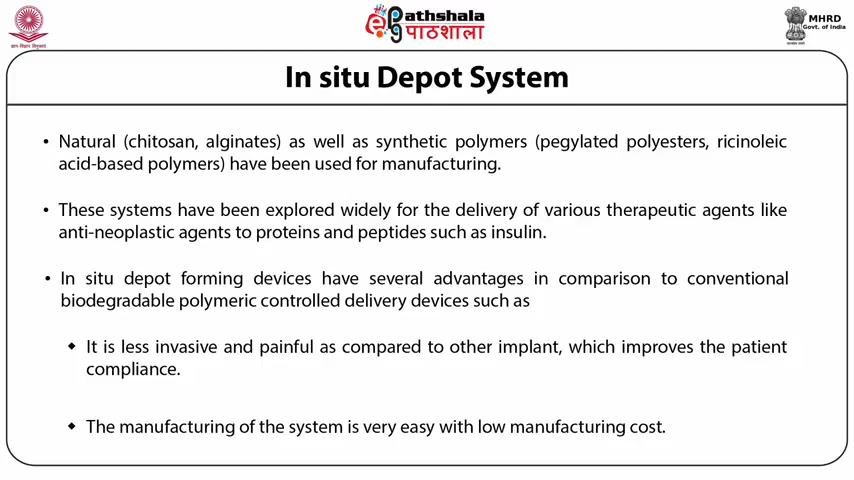 Pathshala
पाठशाला
MHRD
Govt. of India
In situ Depot System
• Natural (chitosan, alginates) as well as synthetic polymers (pegylated polyesters, ricinoleic
acid-based polymers) have been used for manufacturing.
• These systems have been explored widely for the delivery of various therapeutic agents like
anti-neoplastic agents to proteins and peptides such as insulin.
• In situ depot forming devices have several advantages in comparison to conventional
biodegradable polymeric controlled delivery devices such as
◆ It is less invasive and painful as compared to other implant, which improves the patient
compliance.
◆ The manufacturing of the system is very easy with low manufacturing cost.